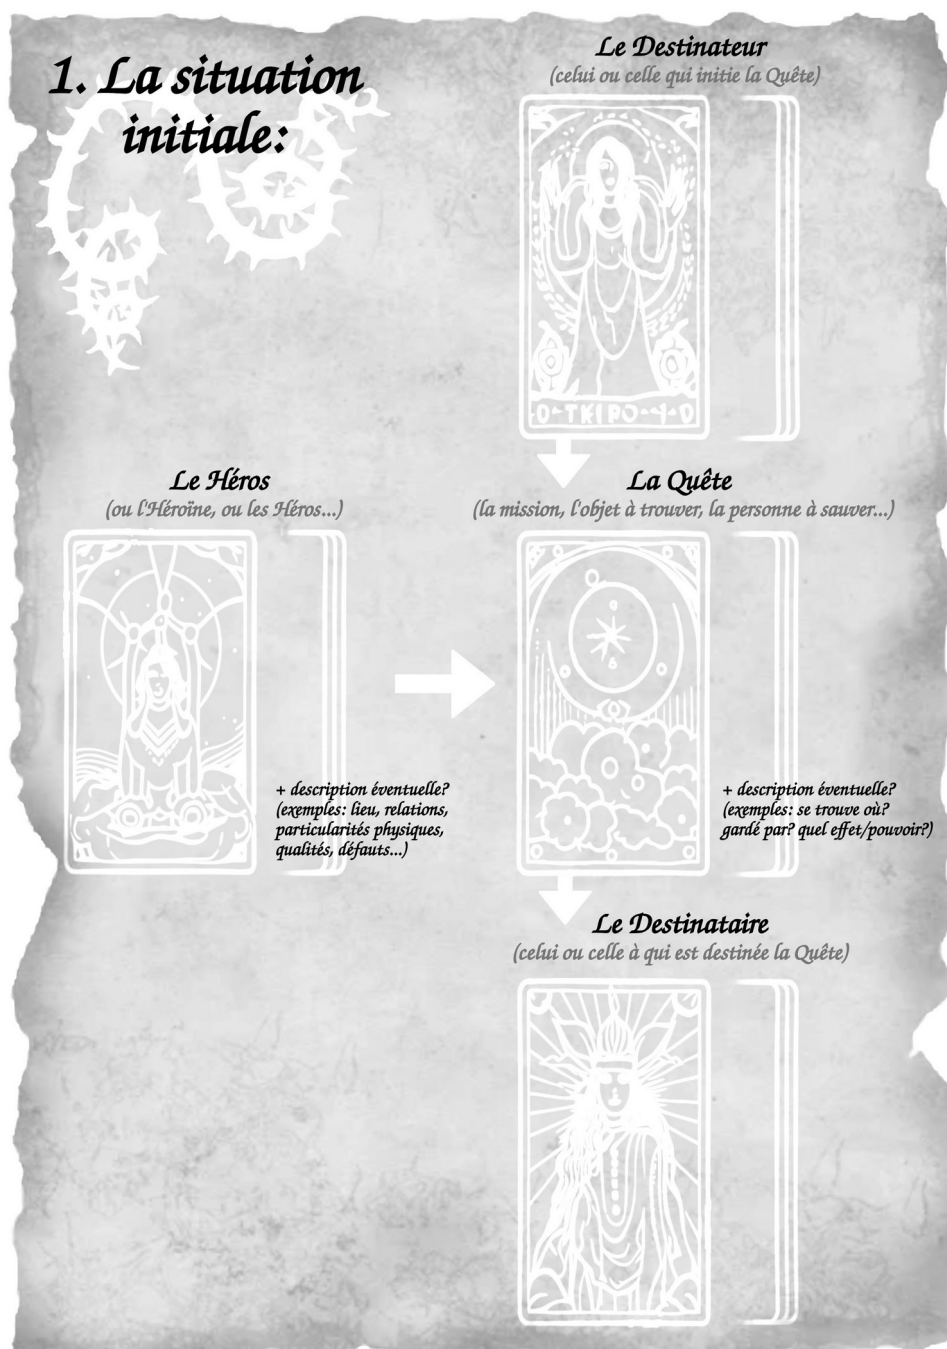 1. La situation
initiale:
Le Destinateur
(celui ou celle qui initie la Quête)
Le Héros
(ou l'Héroïne, ou les Héros...)
La Quête
(la mission, l'objet à trouver, la personne à sauver...)
+ description éventuelle?
(exemples: lieu, relations,
particularités physiques,
qualités, défauts...)
+ description éventuelle?
(exemples: se trouve où?
gardé par? quel effet/pouvoir?)
Le Destinataire
(celui ou celle à qui est destinée la Quête)